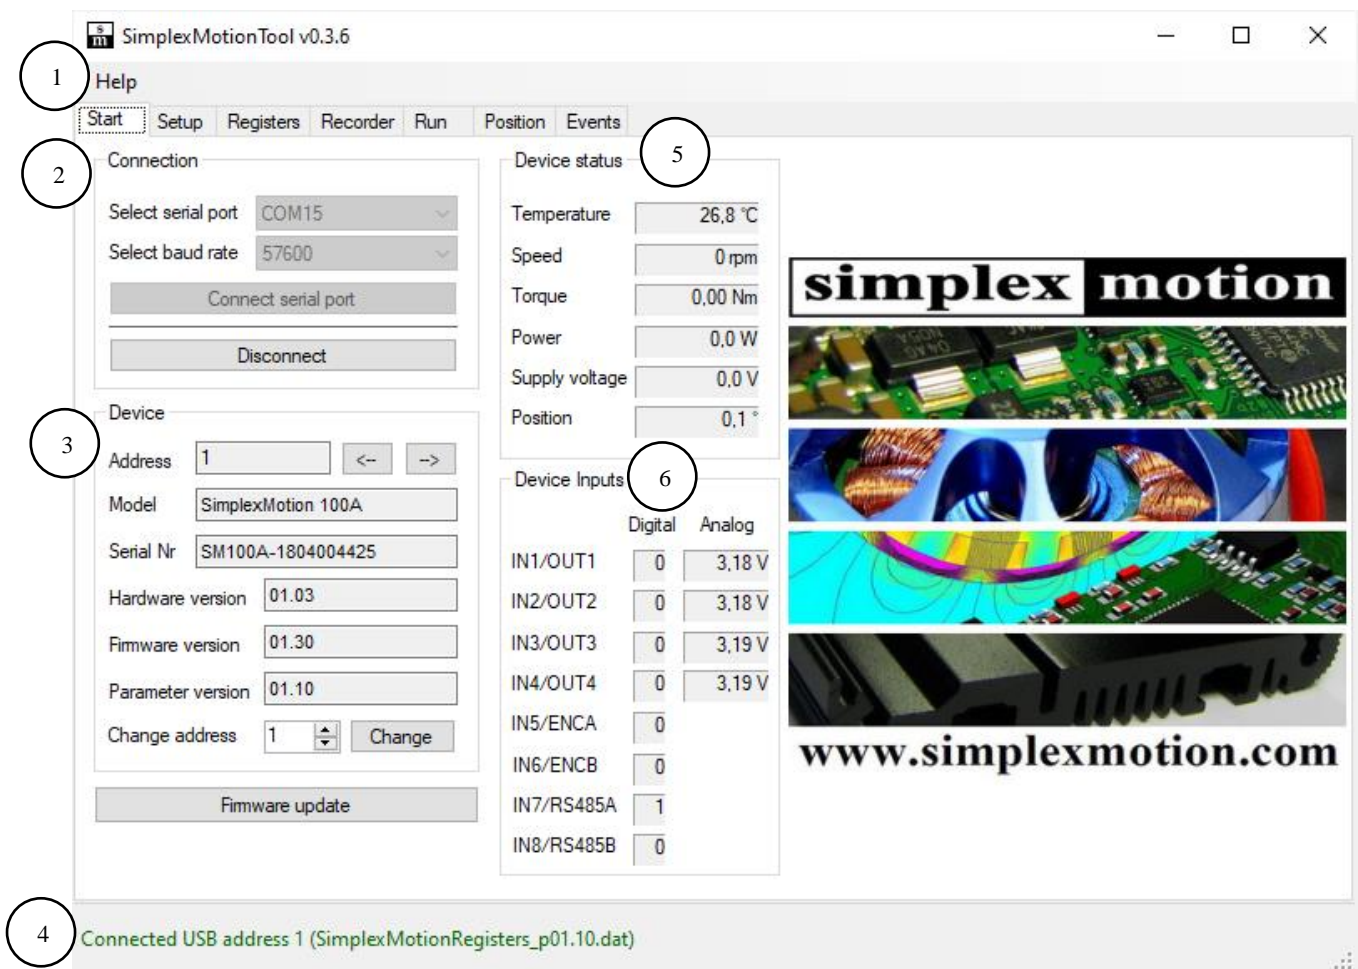 SimplexMotionTool v0.3.6
1
Help
Start Setup Registers Recorder Run Position Events
2
Connection
Select serial port COM15
Select baud rate 57600
Connect serial port
Disconnect
3
Device
Address 1 <-- -->
Model SimplexMotion 100A
Serial Nr SM100A-1804004425
Hardware version 01.03
Firmware version 01.30
Parameter version 01.10
Change address 1 Change
Firmware update
5
Device status
Temperature 26,8 °C
Speed 0 rpm
Torque 0,00 Nm
Power 0,0 W
Supply voltage 0,0 V
Position 0,1 °
6
Device Inputs
Digital Analog
IN1/OUT1 0 3,18 V
IN2/OUT2 0 3,18 V
IN3/OUT3 0 3,19 V
IN4/OUT4 0 3,19 V
IN5/ENCA 0
IN6/ENCB 0
IN7/RS485A 1
IN8/RS485B 0
simplex motion
www.simplexmotion.com
4
Connected USB address 1 (SimplexMotionRegisters_p01.10.dat)